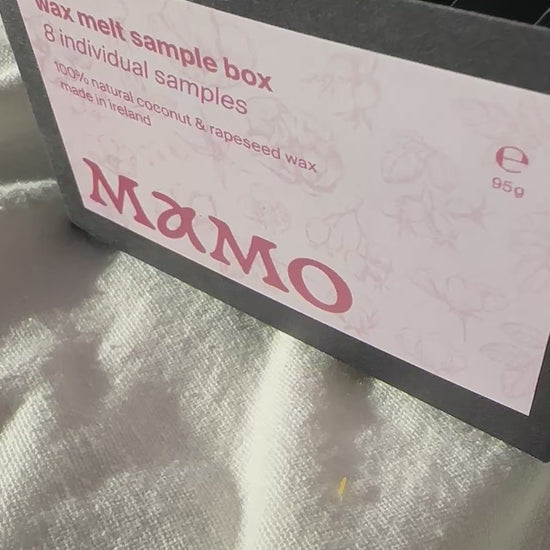 wax melt sample box
8 individual samples
100% natural coconut & rapeseed wax
made in ireland
MaMO
℮
95g